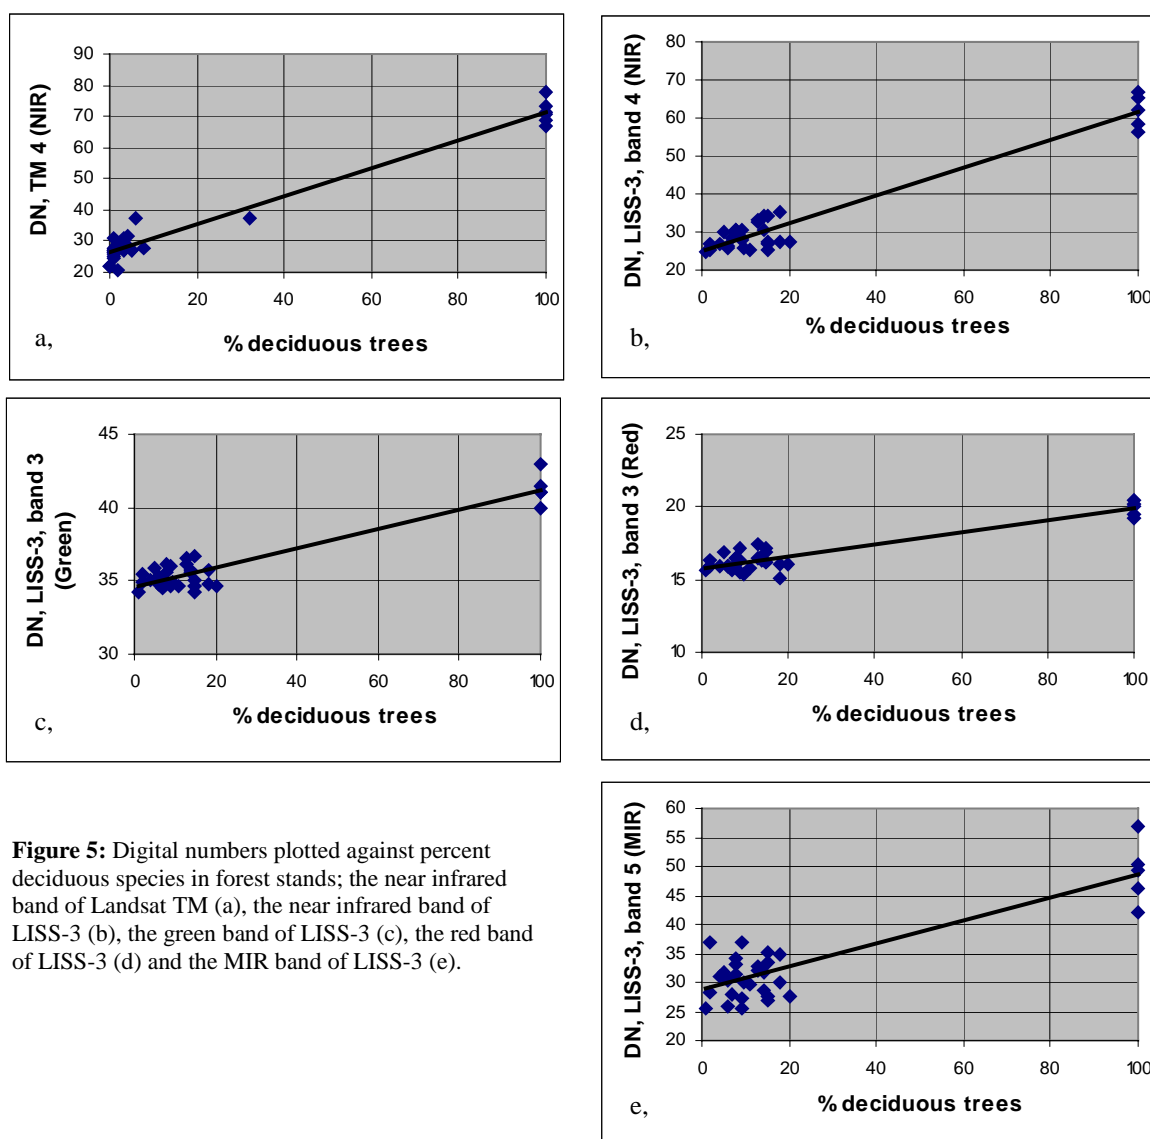 90
80
70
60
50
40
30
20
0 20 40 60 80 100
DN, TM 4 (NIR)
% deciduous trees
a,
80
70
60
50
40
30
20
0 20 40 60 80 100
DN, LISS-3, band 4 (NIR)
% deciduous trees
b,
45
40
35
30
0 20 40 60 80 100
DN, LISS-3, band 3
(Green)
% deciduous trees
c,
25
20
15
10
0 20 40 60 80 100
DN, LISS-3, band 3 (Red)
% deciduous trees
d,
Figure 5: Digital numbers plotted against percent
deciduous species in forest stands; the near infrared
band of Landsat TM (a), the near infrared band of
LISS-3 (b), the green band of LISS-3 (c), the red band
of LISS-3 (d) and the MIR band of LISS-3 (e).
60
55
50
45
40
35
30
25
20
0 20 40 60 80 100
DN, LISS-3, band 5 (MIR)
% deciduous trees
e,